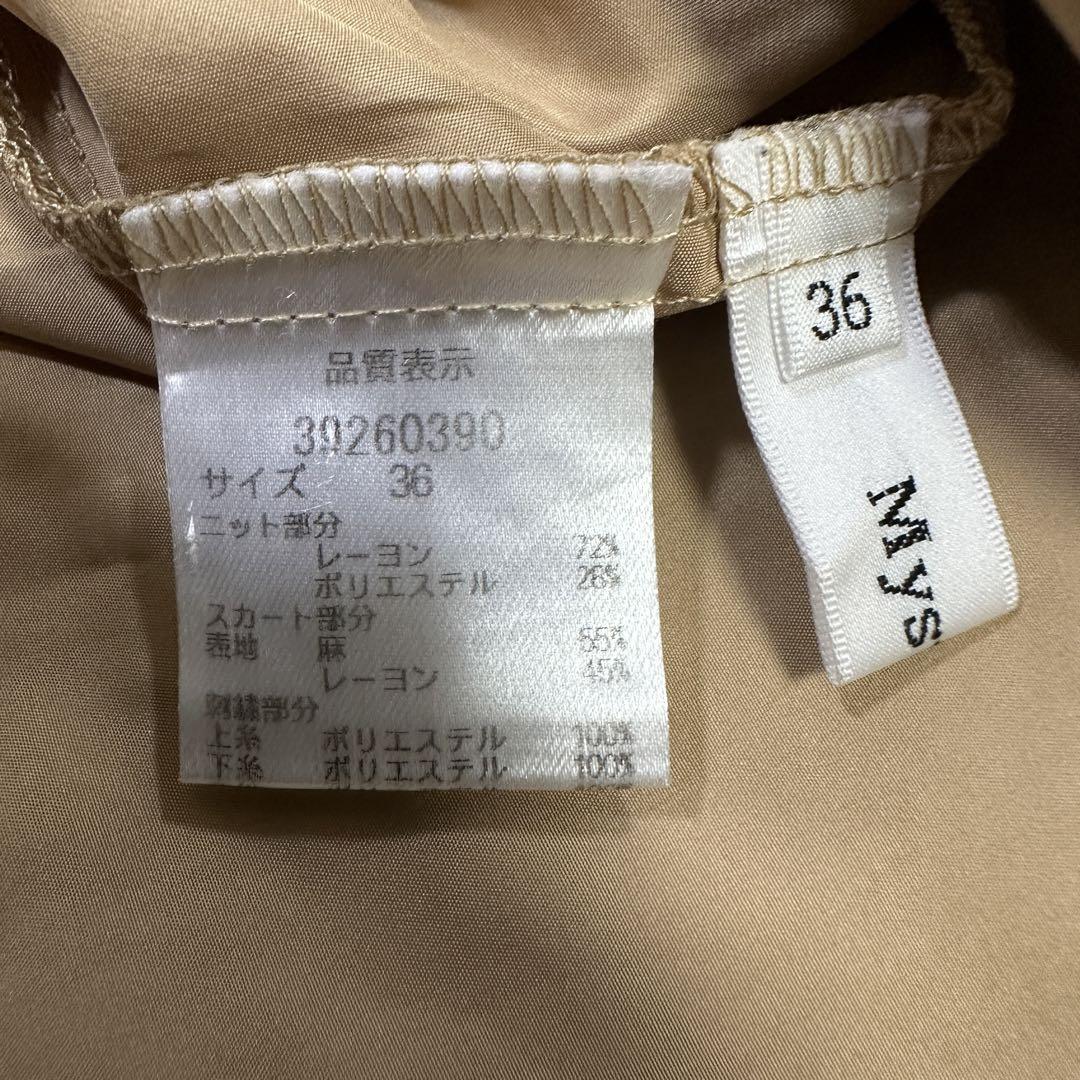 品質表示
39260390
サイズ 36
ニット部分
レーヨン 72%
ポリエステル 26%
スカート部分
表地 麻 55%
レーヨン 45%
刺繍部分
上糸 ポリエステル 100%
下糸 ポリエステル 100%
36
Mys